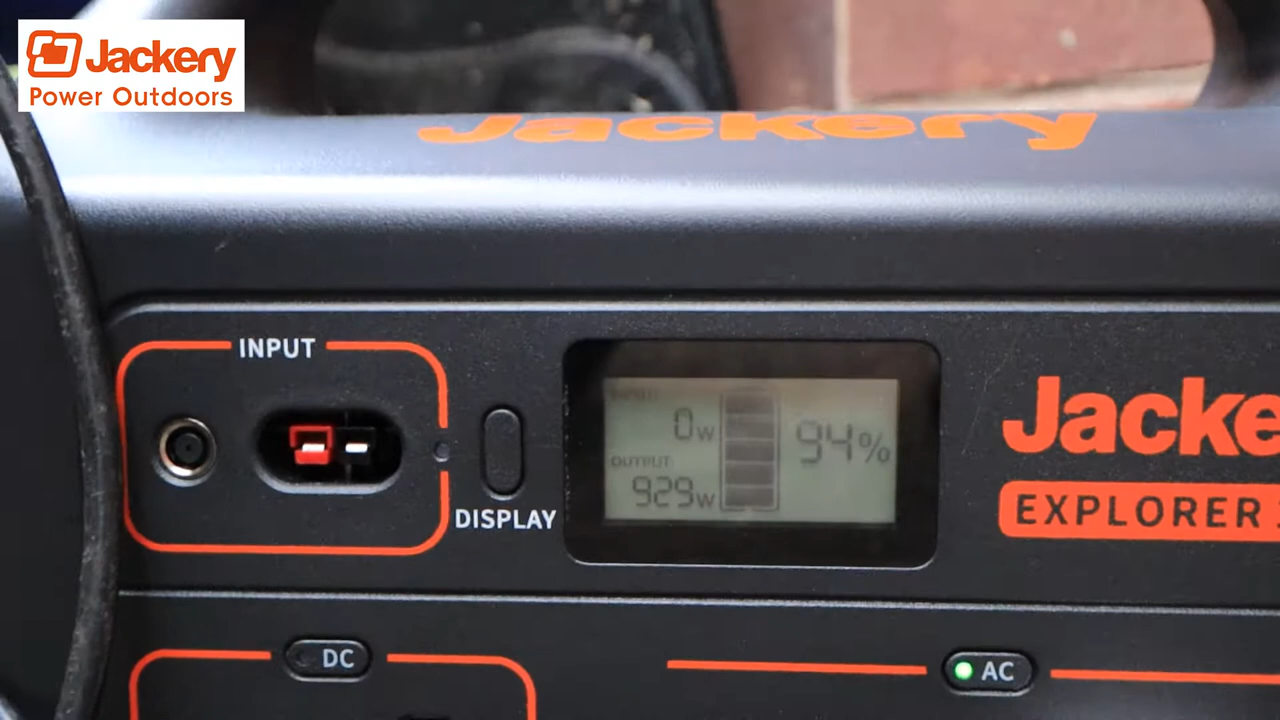 Jackery
Power Outdoors
Jackery
INPUT
DISPLAY
0w
94%
OUTPUT
929w
Jacke
EXPLORER
DC
AC